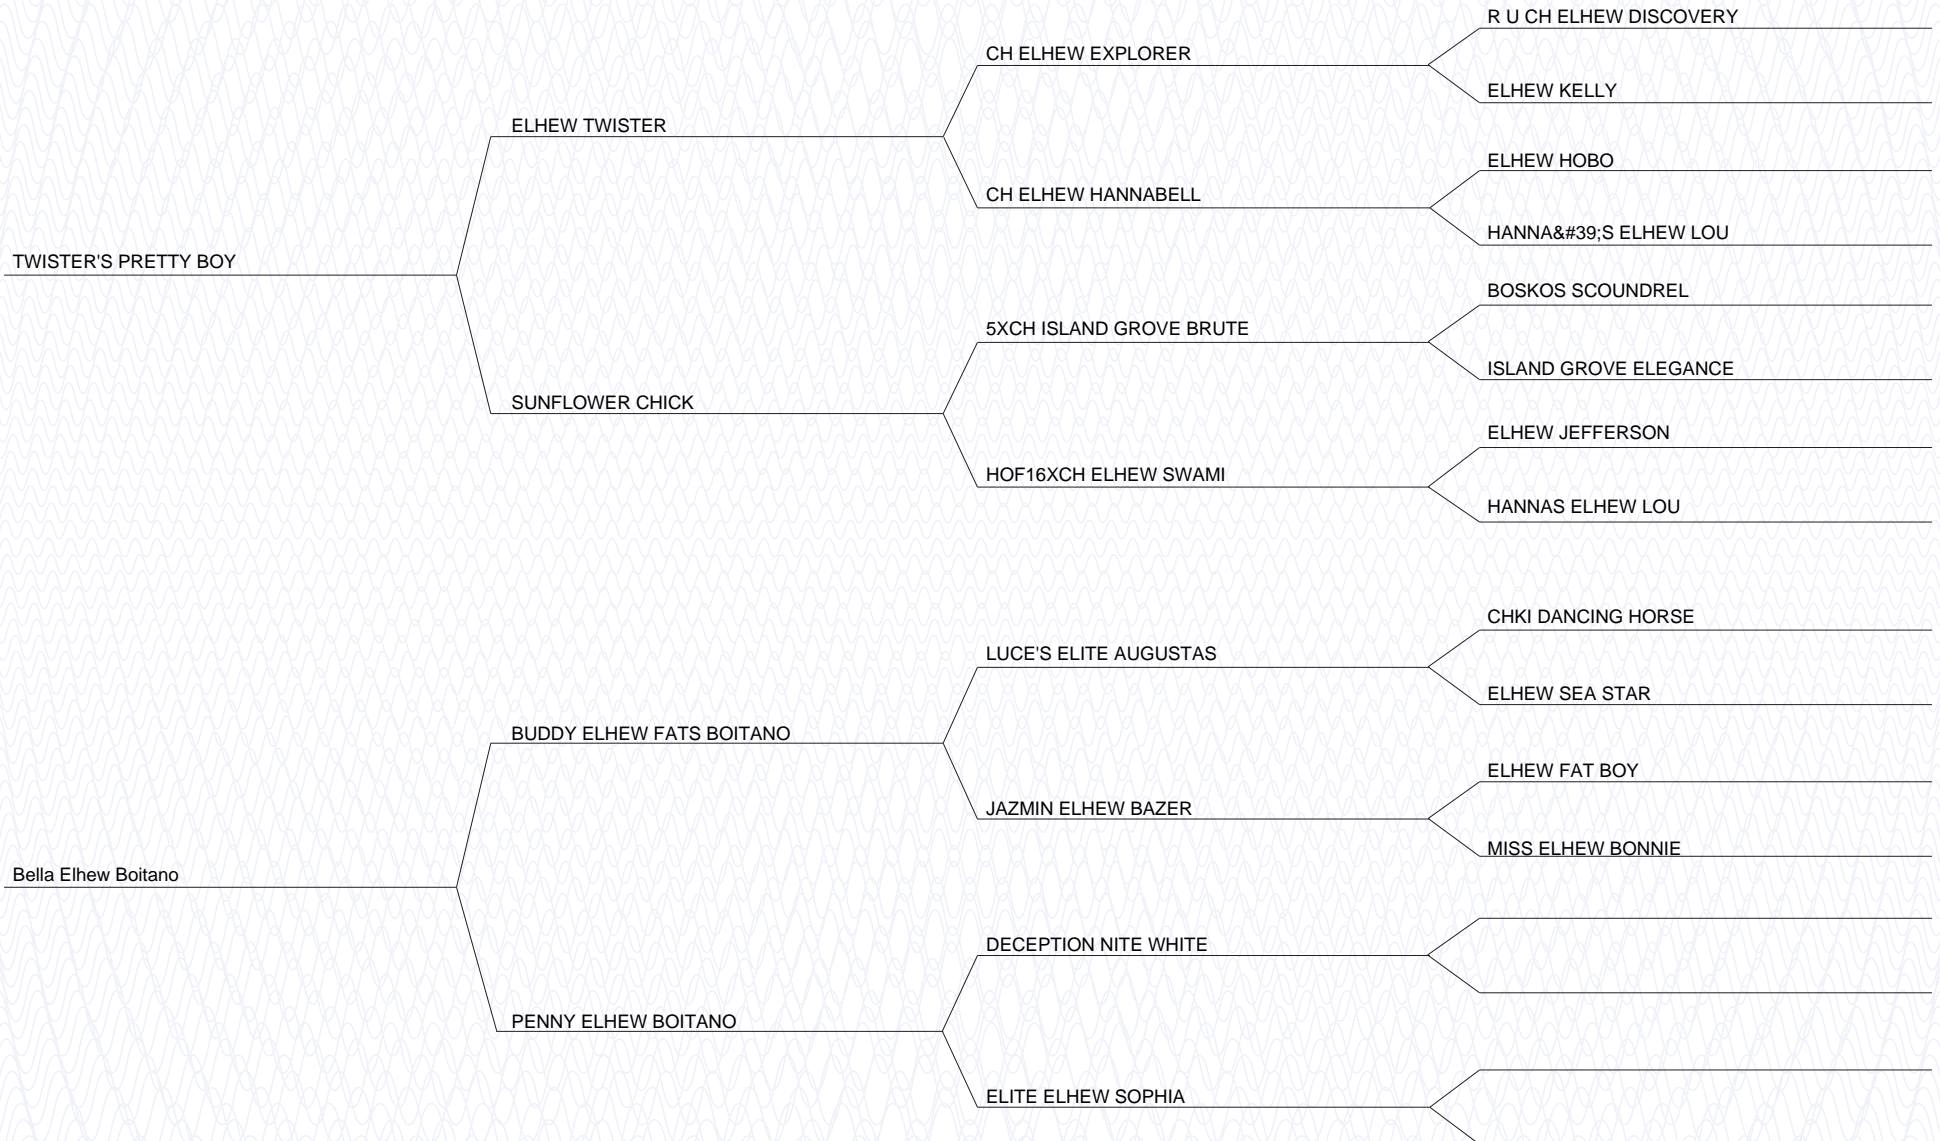 R U CH ELHEW DISCOVERY
CH ELHEW EXPLORER
ELHEW KELLY
ELHEW TWISTER
ELHEW HOBO
CH ELHEW HANNABELL
HANNA&#39;S ELHEW LOU
TWISTER'S PRETTY BOY
BOSKOS SCOUNDREL
5XCH ISLAND GROVE BRUTE
ISLAND GROVE ELEGANCE
SUNFLOWER CHICK
ELHEW JEFFERSON
HOF16XCH ELHEW SWAMI
HANNAS ELHEW LOU
CHKI DANCING HORSE
LUCE'S ELITE AUGUSTAS
ELHEW SEA STAR
BUDDY ELHEW FATS BOITANO
ELHEW FAT BOY
JAZMIN ELHEW BAZER
MISS ELHEW BONNIE
Bella Elhew Boitano
DECEPTION NITE WHITE
PENNY ELHEW BOITANO
ELITE ELHEW SOPHIA